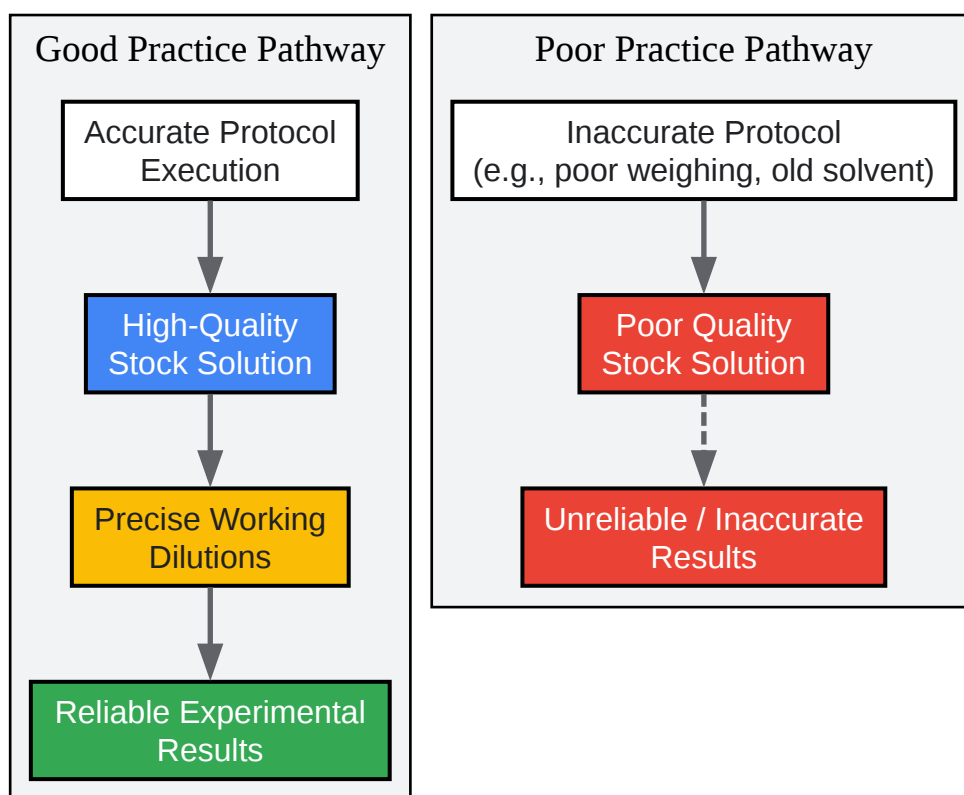 Good Practice Pathway
Accurate Protocol
Execution
High-Quality
Stock Solution
Precise Working
Dilutions
Reliable Experimental
Results
Poor Practice Pathway
Inaccurate Protocol
(e.g., poor weighing, old solvent)
Poor Quality
Stock Solution
Unreliable / Inaccurate
Results